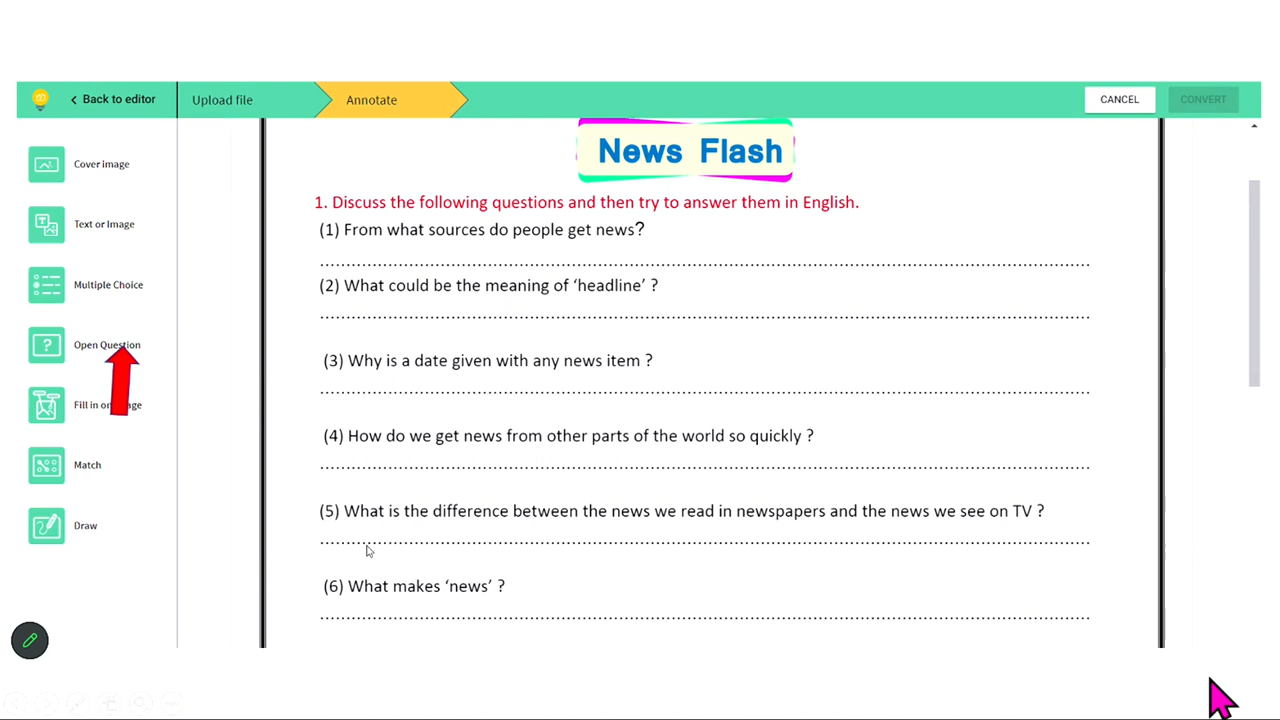 Back to editor
Upload file
Annotate
CANCEL
CONVERT
Cover image
Text or Image
Multiple Choice
Open Question
Match
Draw
News Flash
1. Discuss the following questions and then try to answer them in English.
(1) From what sources do people get news?
(2) What could be the meaning of ‘headline’ ?
(3) Why is a date given with any news item ?
(4) How do we get news from other parts of the world so quickly ?
(5) What is the difference between the news we read in newspapers and the news we see on TV ?
(6) What makes ‘news’ ?